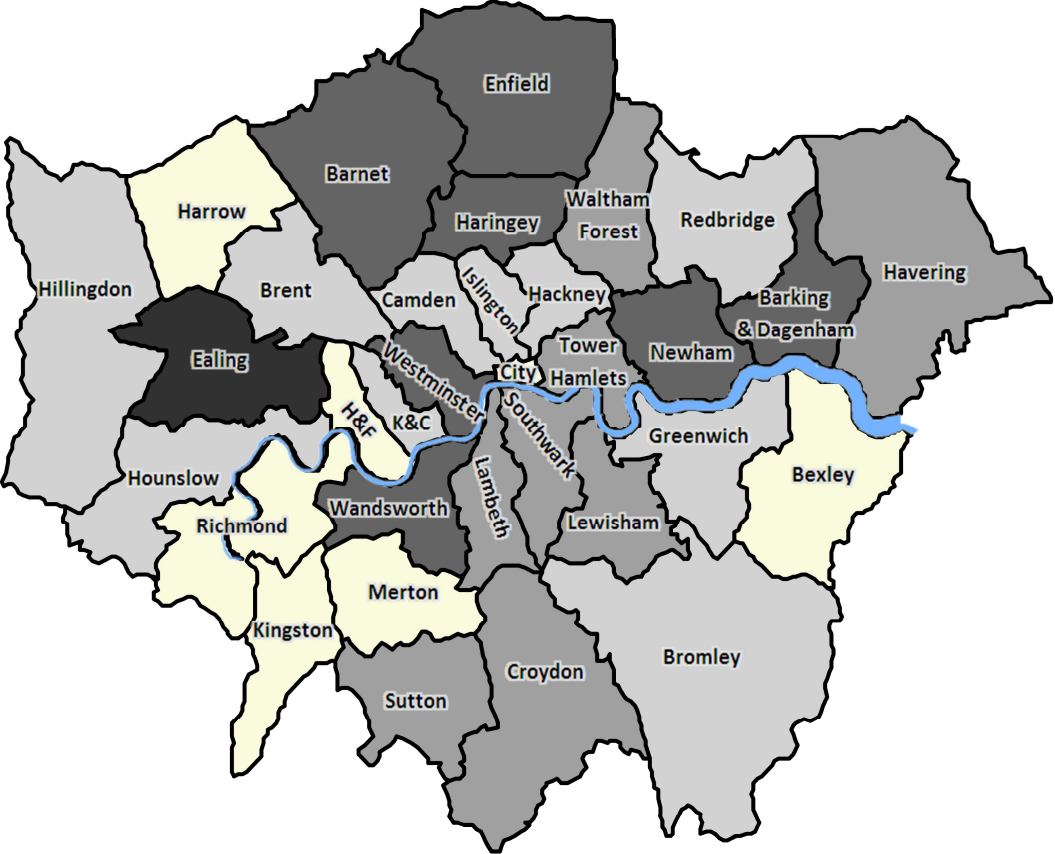 Enfield
Barnet
Harrow
Haringey
Waltham
Forest
Redbridge
Havering
Hillingdon
Brent
Camden
Islington
Hackney
Barking
& Dagenham
Ealing
Westminster
Tower
Hamlets
Newham
City
H&F
K&C
Southwark
Greenwich
Hounslow
Bexley
Richmond
Wandsworth
Lambeth
Lewisham
Merton
Kingston
Bromley
Croydon
Sutton